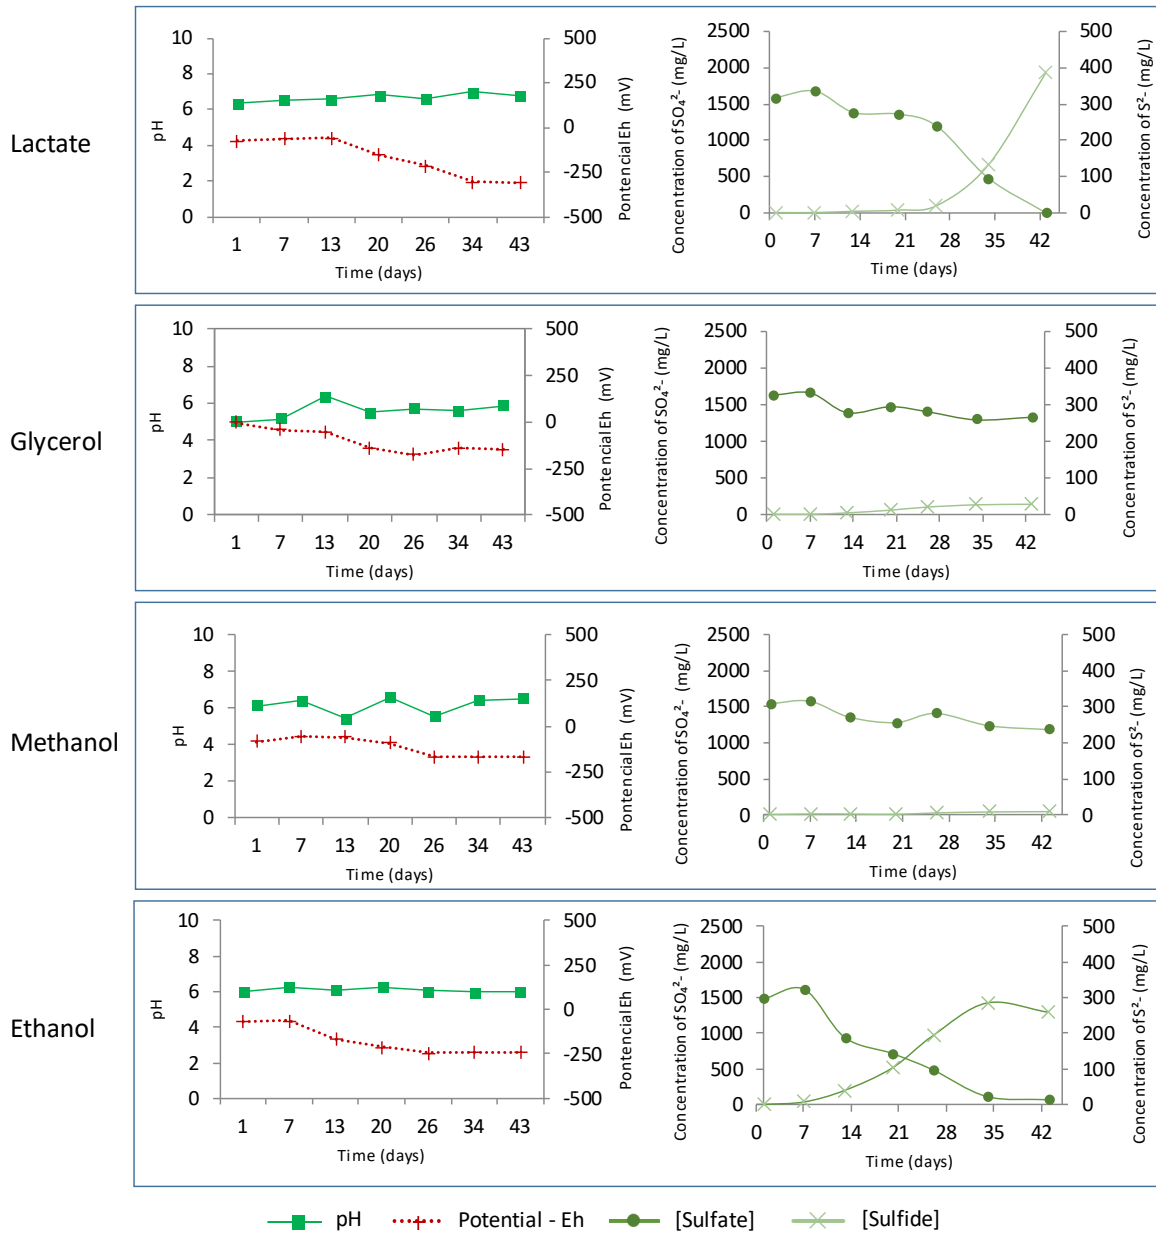 Lactate
10
8
6
4
2
0
pH
500
250
0
-250
-500
Pontencial Eh (mV)
1 7 13 20 26 34 43
Time (days)
2500
2000
1500
1000
500
0
Concentration of SO₄²- (mg/L)
500
400
300
200
100
0
Concentration of S²- (mg/L)
0 7 14 21 28 35 42
Time (days)
Glycerol
10
8
6
4
2
0
pH
500
250
0
-250
-500
Pontencial Eh (mV)
1 7 13 20 26 34 43
Time (days)
2500
2000
1500
1000
500
0
Concentration of SO₄²- (mg/L)
500
400
300
200
100
0
Concentration of S²- (mg/L)
0 7 14 21 28 35 42
Time (days)
Methanol
10
8
6
4
2
0
pH
500
250
0
-250
-500
Pontencial Eh (mV)
1 7 13 20 26 34 43
Time (days)
2500
2000
1500
1000
500
0
Concentration of SO₄²- (mg/L)
500
400
300
200
100
0
Concentration of S²- (mg/L)
0 7 14 21 28 35 42
Time (days)
Ethanol
10
8
6
4
2
0
pH
500
250
0
-250
-500
Pontencial Eh (mV)
1 7 13 20 26 34 43
Time (days)
2500
2000
1500
1000
500
0
Concentration of SO₄²- (mg/L)
500
400
300
200
100
0
Concentration of S²- (mg/L)
0 7 14 21 28 35 42
Time (days)
pH Potential - Eh [Sulfate] [Sulfide]